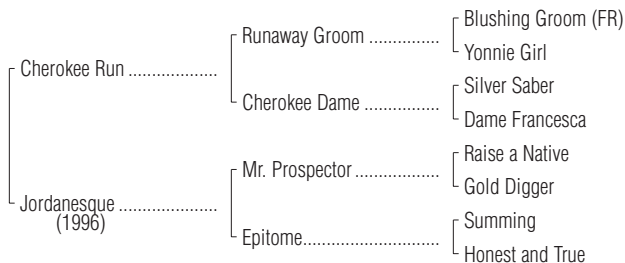 Blushing Groom (FR)
Runaway Groom ...............
Yonnie Girl
Cherokee Run ...................
Silver Saber
Cherokee Dame ................
Dame Francesca
Raise a Native
Mr. Prospector ..................
Gold Digger
Jordanesque .....................
(1996)
Summing
Epitome.............................
Honest and True